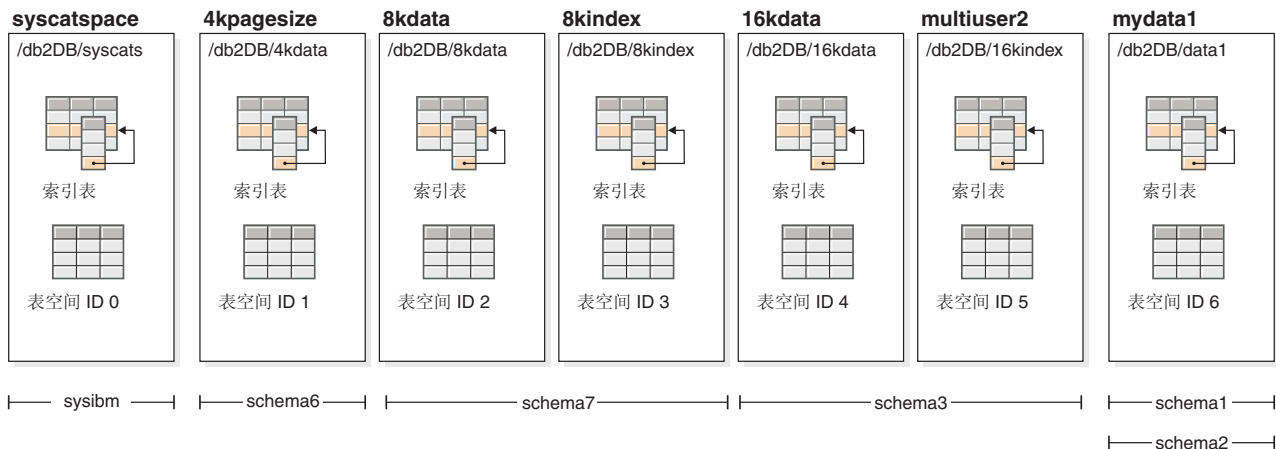 syscatspace 4kpagesize 8kdata 8kindex 16kdata multiuser2 mydata1
/db2DB/syscats /db2DB/4kdata /db2DB/8kdata /db2DB/8kindex /db2DB/16kdata /db2DB/16kindex /db2DB/data1
索引表 索引表 索引表 索引表 索引表 索引表 索引表
表空间 ID 0 表空间 ID 1 表空间 ID 2 表空间 ID 3 表空间 ID 4 表空间 ID 5 表空间 ID 6
sysibm schema6 schema7 schema3 schema1
schema2